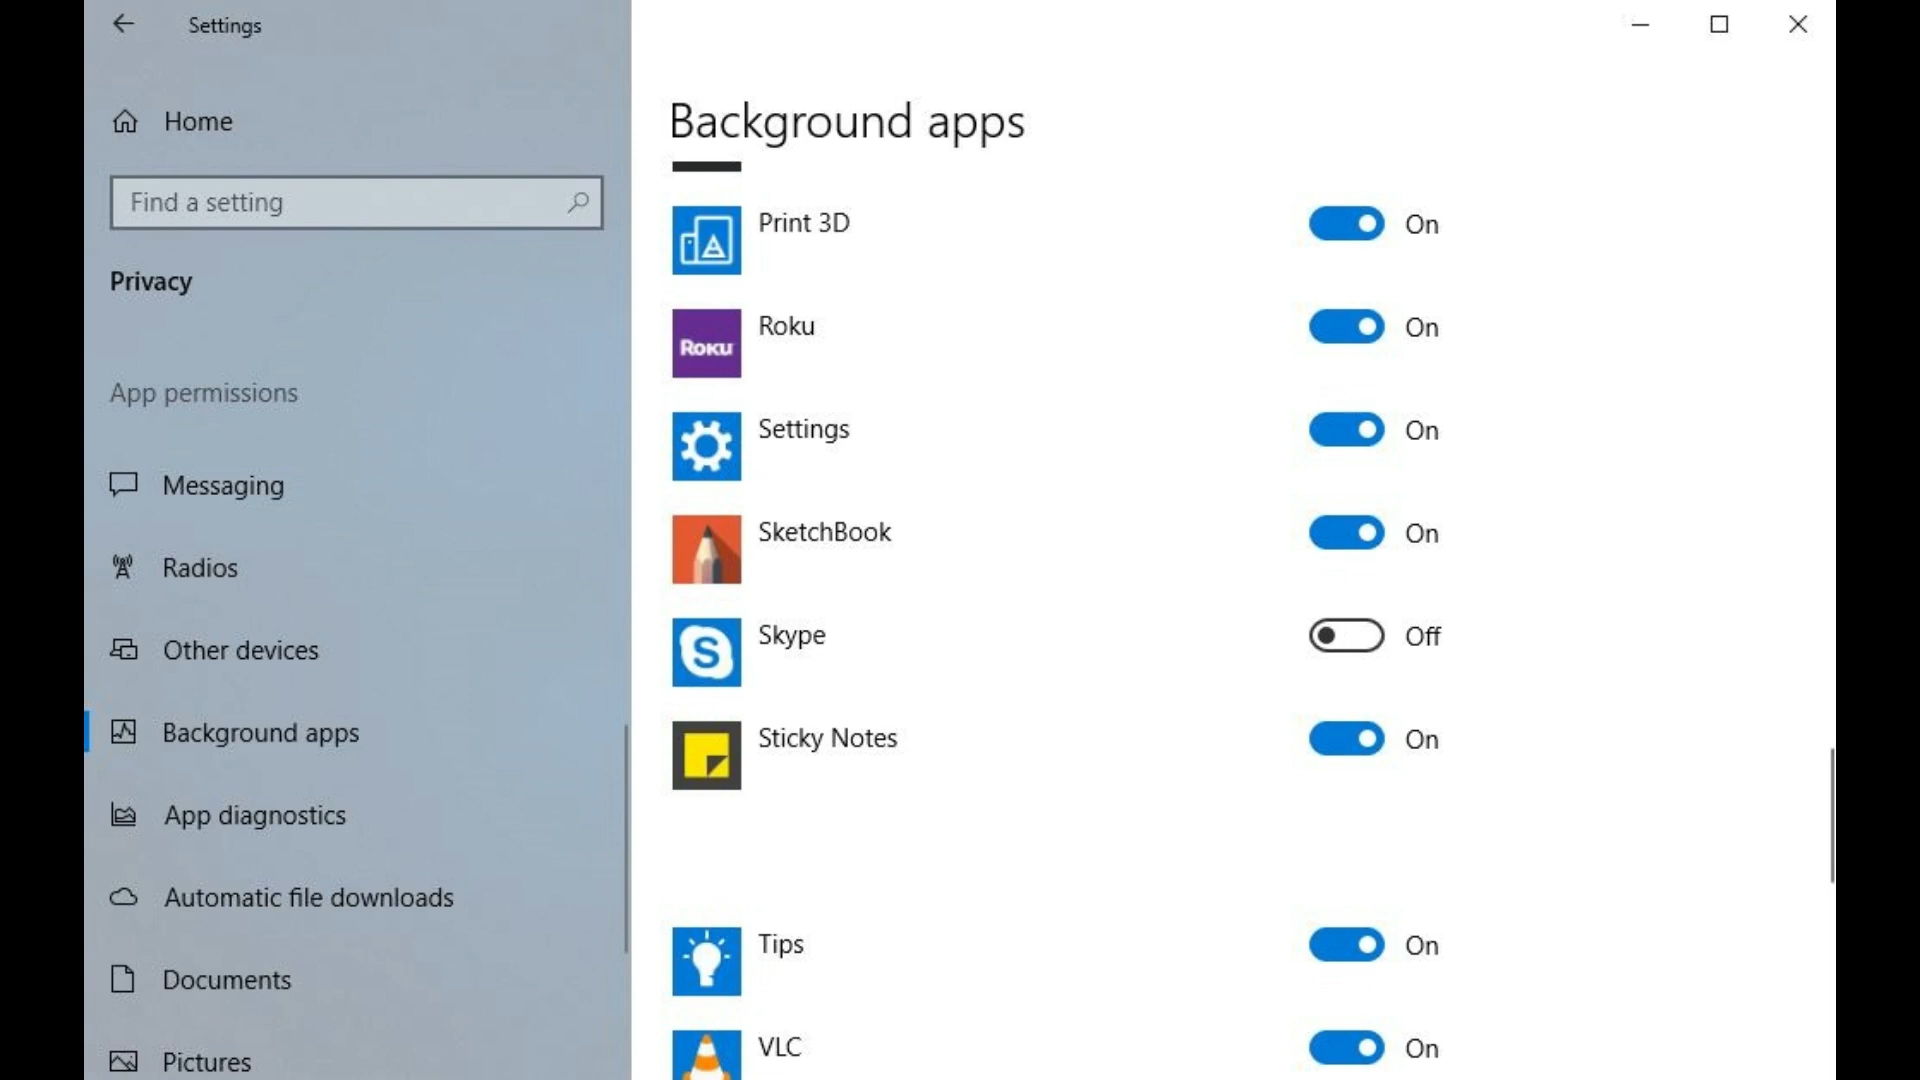 Settings
Home
Find a setting
Privacy
App permissions
Messaging
Radios
Other devices
Background apps
App diagnostics
Automatic file downloads
Documents
Pictures
Background apps
Print 3D On
ROKU
Roku On
Settings On
SketchBook On
S
Skype Off
Sticky Notes On
Tips On
VLC On